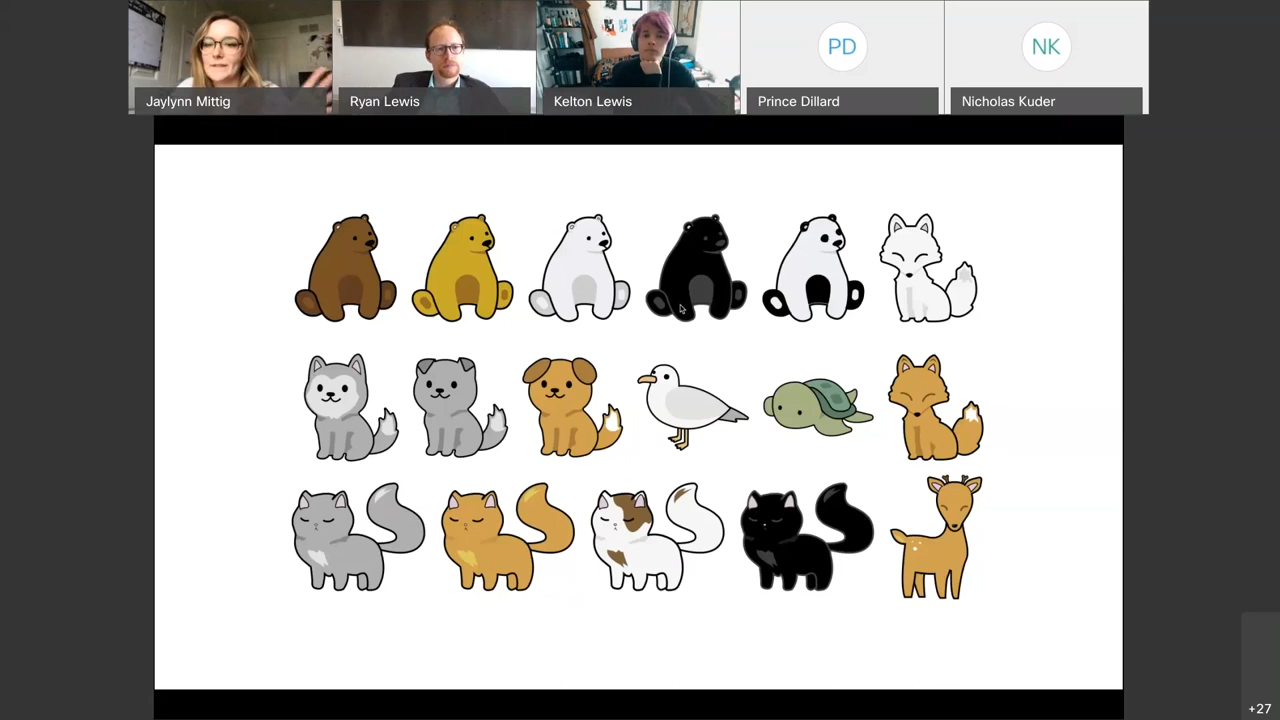 PD
NK
Jaylynn Mittig
Ryan Lewis
Kelton Lewis
Prince Dillard
Nicholas Kuder
+27